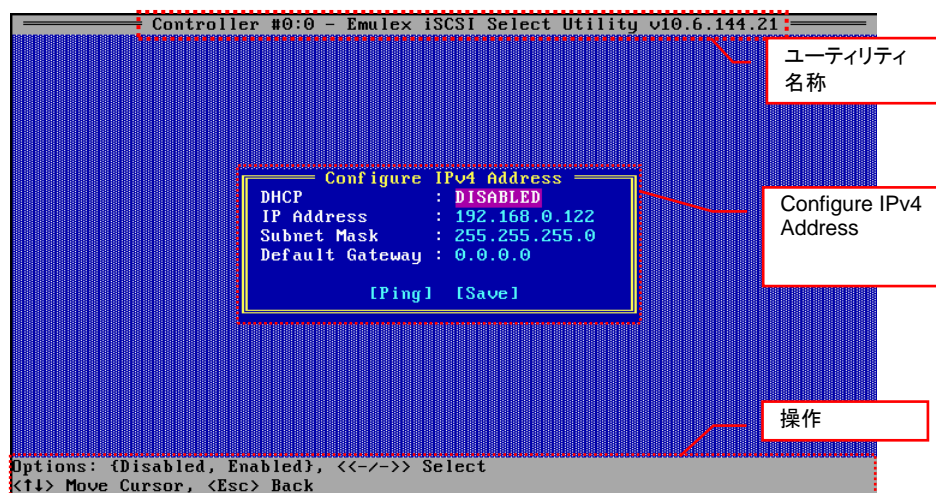 Controller #0:0 - Emulex iSCSI Select Utility v10.6.144.21
ユーティリティ
名称
Configure IPv4 Address
DHCP : DISABLED
IP Address : 192.168.0.122
Subnet Mask : 255.255.255.0
Default Gateway : 0.0.0.0
[Ping] [Save]
Configure IPv4
Address
操作
Options: {Disabled, Enabled}, <<-/->> Select
<↑↓> Move Cursor, <Esc> Back